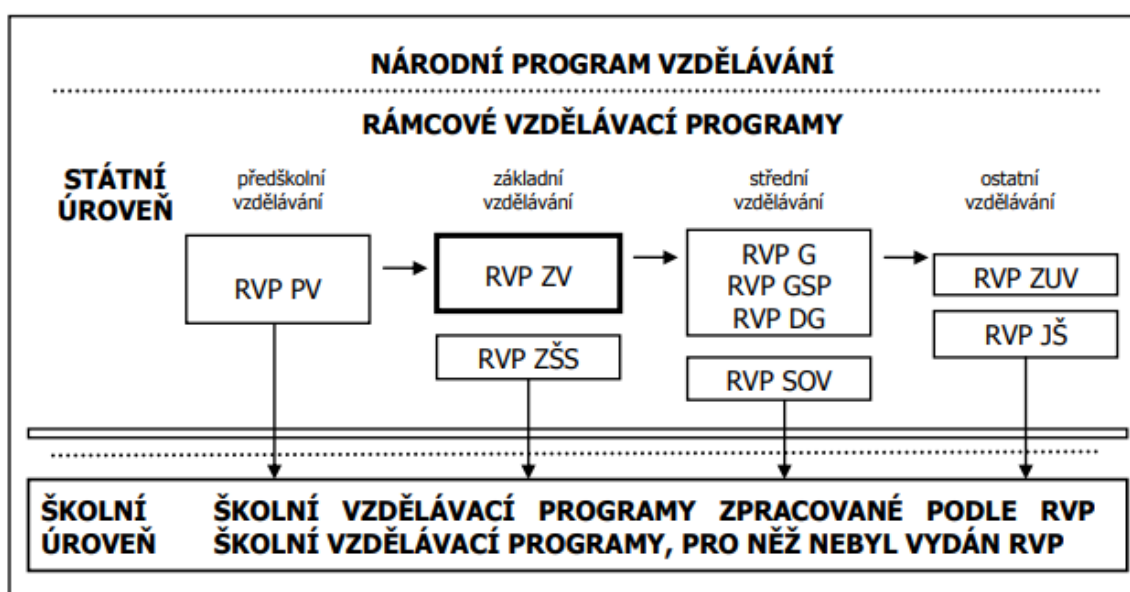 NÁRODNÍ PROGRAM VZDĚLÁVÁNÍ
RÁMCOVÉ VZDĚLÁVACÍ PROGRAMY
STÁTNÍ
ÚROVEŇ
předškolní
vzdělávání
základní
vzdělávání
střední
vzdělávání
ostatní
vzdělávání
RVP PV
RVP ZV
RVP G
RVP GSP
RVP DG
RVP ZUV
RVP ZŠS
RVP SOV
RVP JŠ
ŠKOLNÍ
ÚROVEŇ
ŠKOLNÍ VZDĚLÁVACÍ PROGRAMY ZPRACOVANÉ PODLE RVP
ŠKOLNÍ VZDĚLÁVACÍ PROGRAMY, PRO NĚŽ NEBYL VYDÁN RVP